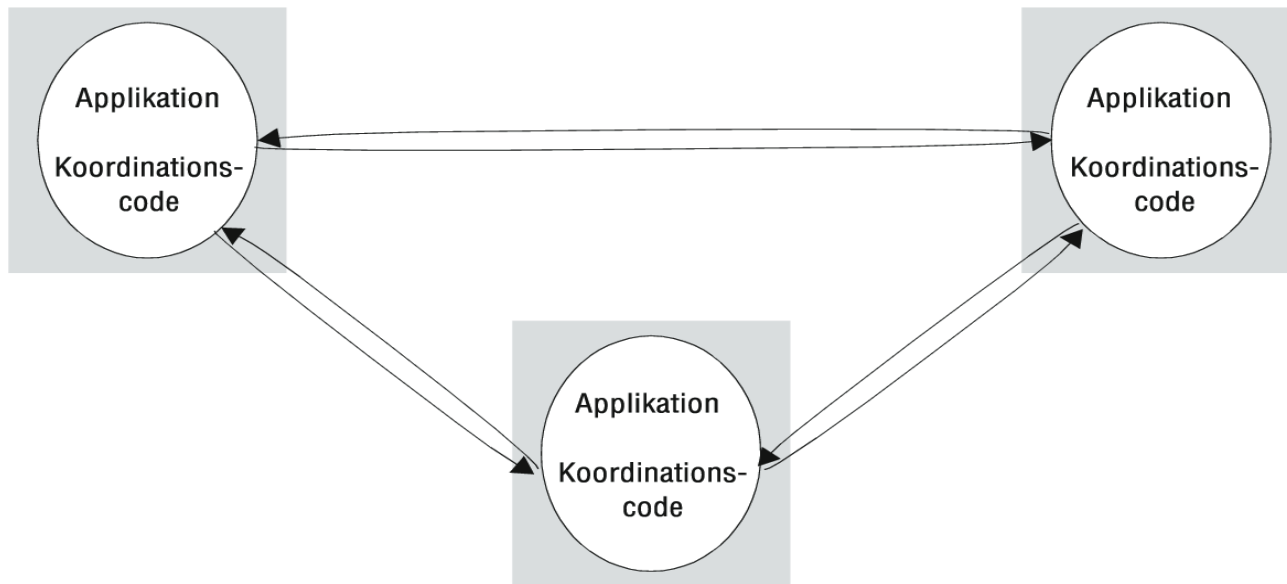 Applikation
Koordinations-
code
Applikation
Koordinations-
code
Applikation
Koordinations-
code